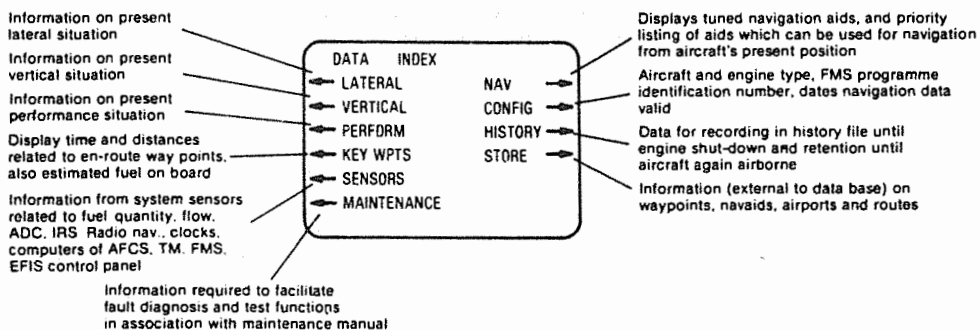 Information on present
lateral situation
Information on present
vertical situation
Information on present
performance situation
Display time and distances
related to en-route way points,
also estimated fuel on board
Information from system sensors
related to fuel quantity, flow,
ADC, IRS Radio nav., clocks,
computers of AFCS, TM, FMS,
EFIS control panel
Information required to facilitate
fault diagnosis and test functions
in association with maintenance manual
DATA INDEX
LATERAL
VERTICAL
PERFORM
KEY WPTS
SENSORS
MAINTENANCE
NAV
CONFIG
HISTORY
STORE
Displays tuned navigation aids, and priority
listing of aids which can be used for navigation
from aircraft's present position
Aircraft and engine type, FMS programme
identification number, dates navigation data
valid
Data for recording in history file until
engine shut-down and retention until
aircraft again airborne
Information (external to data base) on
waypoints, navaids, airports and routes